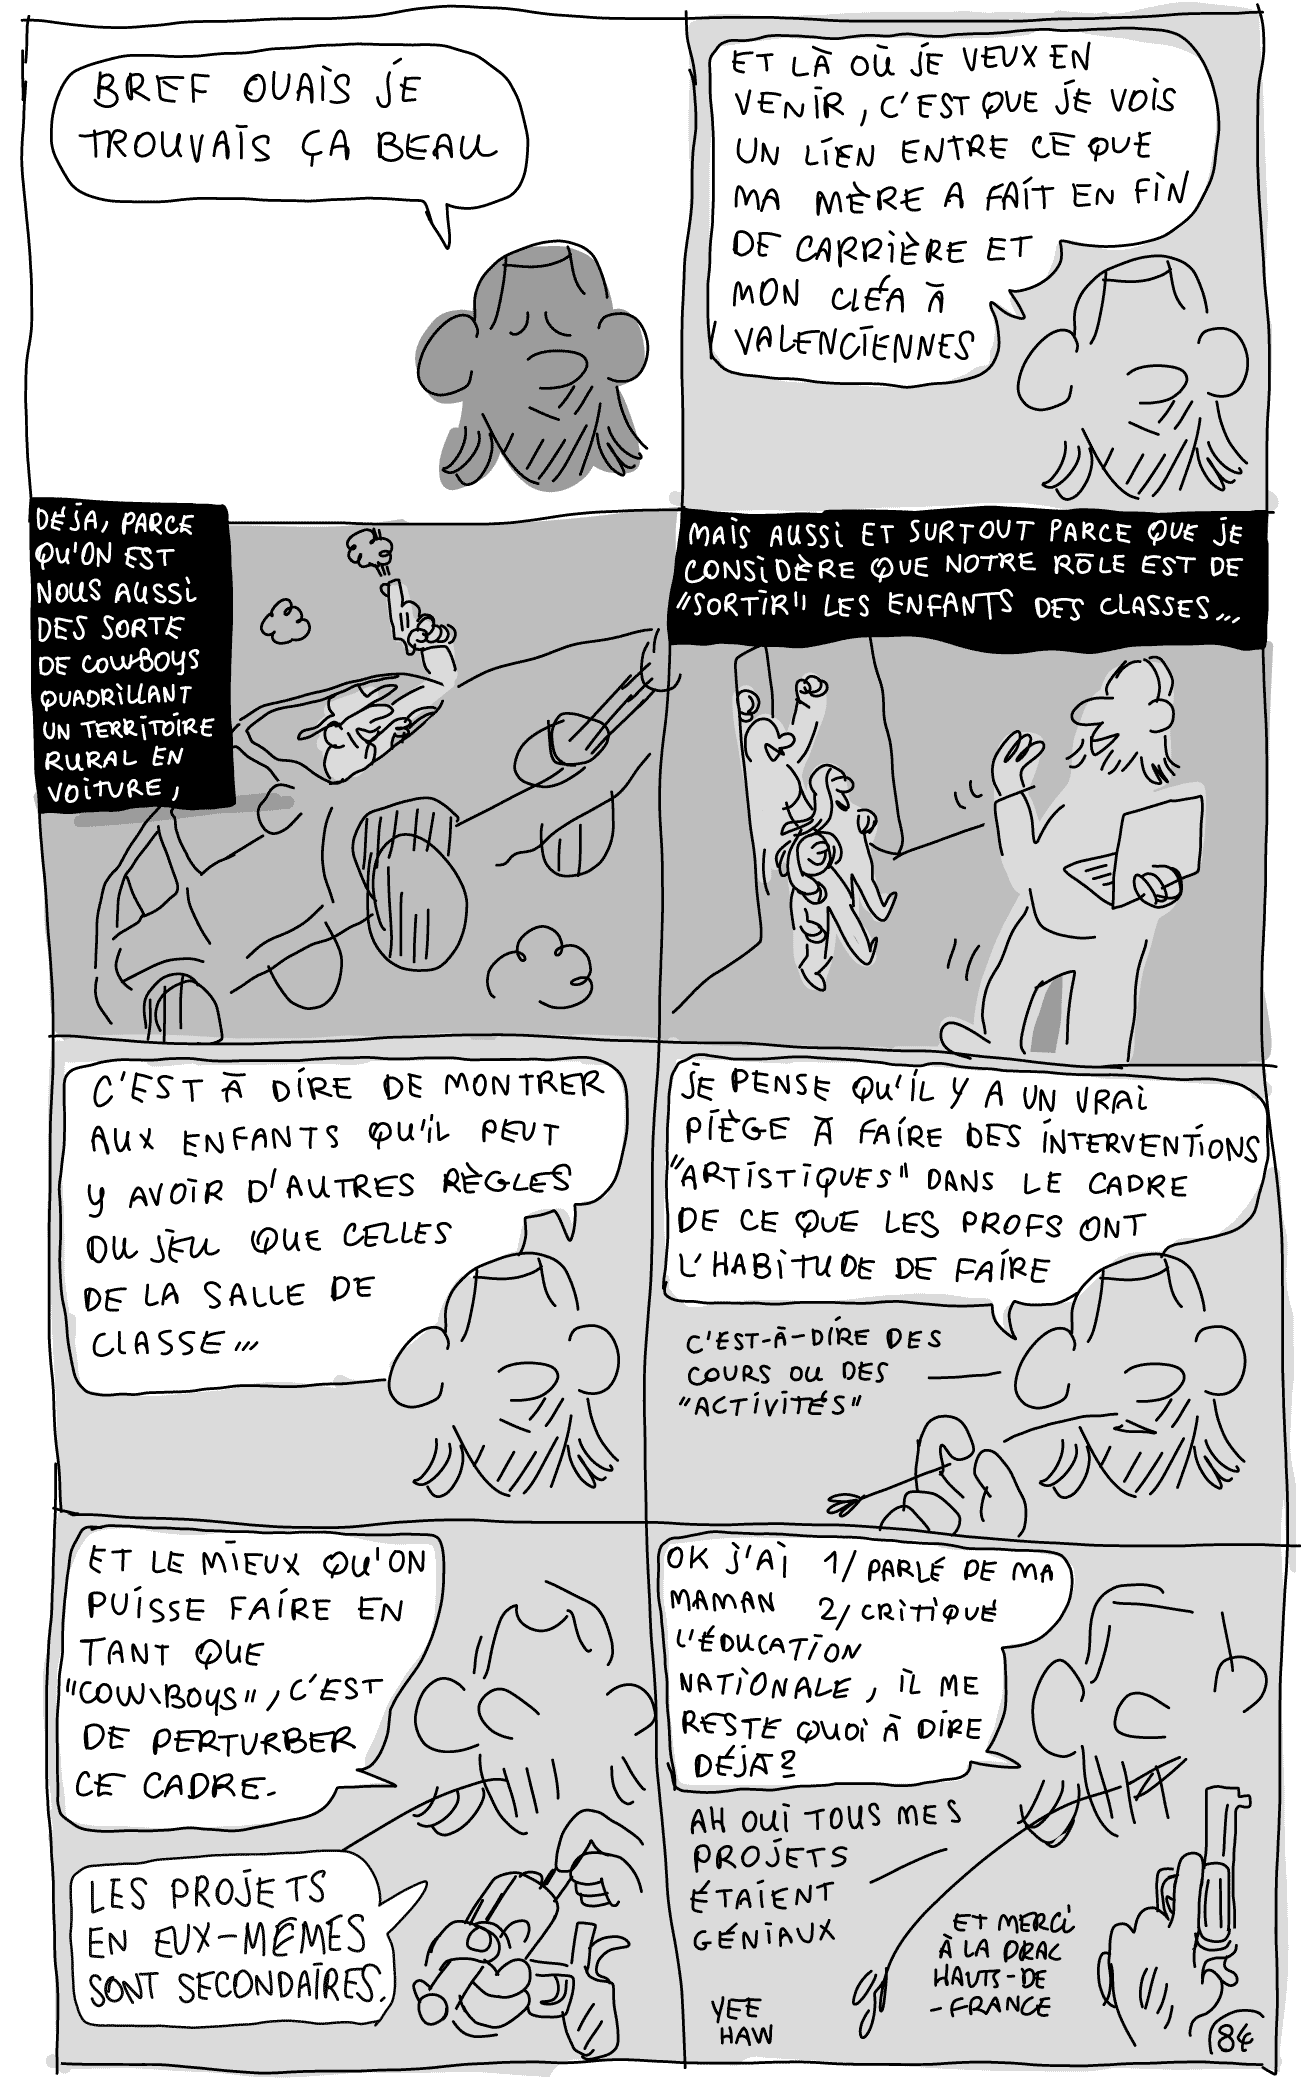 BREF OUAIS JE
TROUVAIS ÇA BEAU
ET LÀ OÙ JE VEUX EN
VENIR, C'EST QUE JE VOIS
UN LIEN ENTRE CE QUE
MA MÈRE A FAIT EN FIN
DE CARRIÈRE ET
MON CLÉA À
VALENCIENNES
DÉJA, PARCE
QU'ON EST
NOUS AUSSI
DES SORTE
DE COWBOYS
QUADRILLANT
UN TERRITOIRE
RURAL EN
VOITURE,
MAIS AUSSI ET SURTOUT PARCE QUE JE
CONSIDÈRE QUE NOTRE RÔLE EST DE
"SORTIR" LES ENFANTS DES CLASSES...
C'EST À DIRE DE MONTRER
AUX ENFANTS QU'IL PEUT
Y AVOIR D'AUTRES RÈGLES
DU JEU QUE CELLES
DE LA SALLE DE
CLASSE...
JE PENSE QU'IL Y A UN VRAI
PIÈGE À FAIRE DES INTERVENTIONS
"ARTISTIQUES" DANS LE CADRE
DE CE QUE LES PROFS ONT
L'HABITUDE DE FAIRE
C'EST-À-DIRE DES
COURS OU DES
"ACTIVITÉS"
ET LE MIEUX QU'ON
PUISSE FAIRE EN
TANT QUE
"COW-BOYS", C'EST
DE PERTURBER
CE CADRE.
LES PROJETS
EN EUX-MÊMES
SONT SECONDAIRES.
OK J'AI 1/ PARLÉ DE MA
MAMAN 2/ CRITIQUÉ
L'ÉDUCATION
NATIONALE, IL ME
RESTE QUOI À DIRE
DÉJA?
AH OUI TOUS MES
PROJETS
ÉTAIENT
GÉNIAUX
ET MERCI
À LA DRAC
HAUTS-DE
-FRANCE
YEE
HAW
84